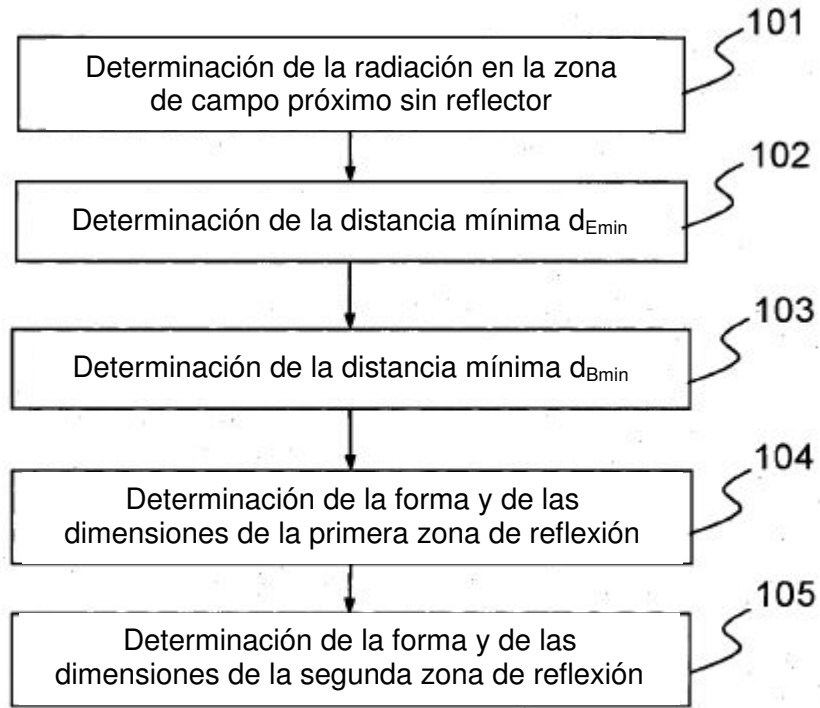 101
Determinación de la radiación en la zona
de campo próximo sin reflector
102
Determinación de la distancia mínima dEmin
103
Determinación de la distancia mínima dBmin
104
Determinación de la forma y de las
dimensiones de la primera zona de reflexión
105
Determinación de la forma y de las
dimensiones de la segunda zona de reflexión